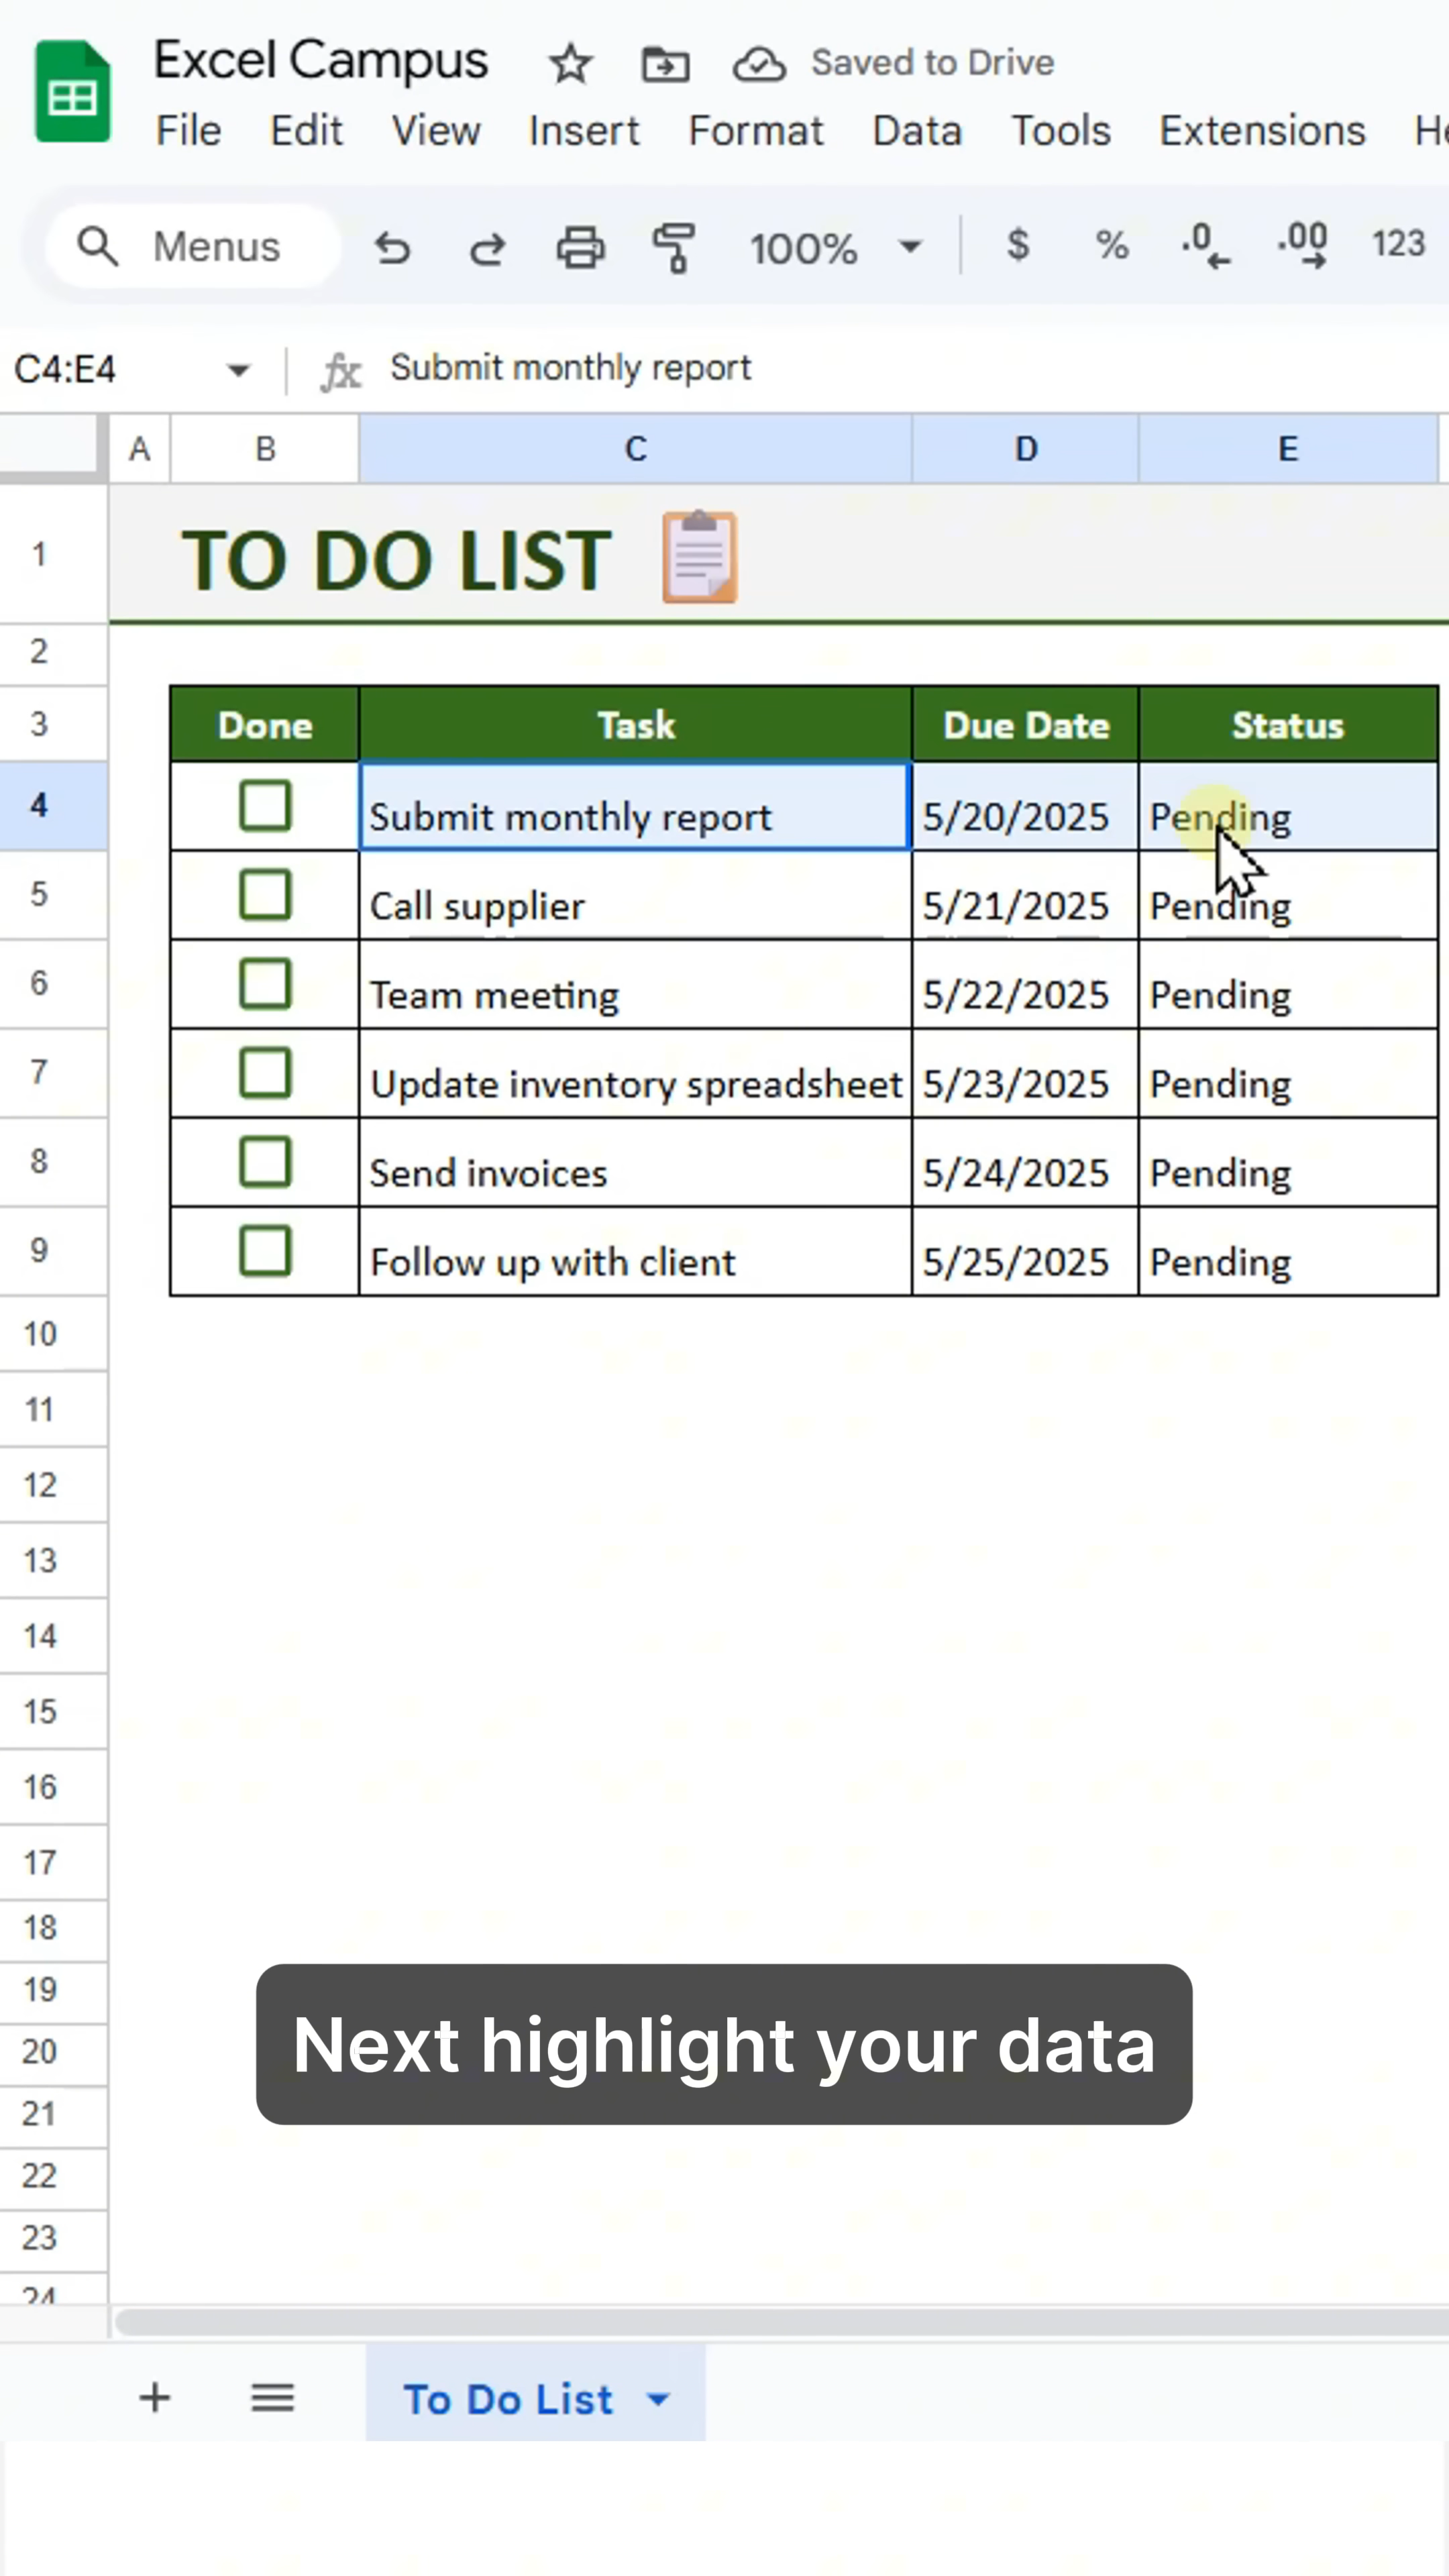 Excel Campus Saved to Drive
File Edit View Insert Format Data Tools Extensions
Menus 100% $ % .0 .00 123
C4:E4 fx Submit monthly report
A B C D E
1 TO DO LIST
2
3 Done Task Due Date Status
4 Submit monthly report 5/20/2025 Pending
5 Call supplier 5/21/2025 Pending
6 Team meeting 5/22/2025 Pending
7 Update inventory spreadsheet 5/23/2025 Pending
8 Send invoices 5/24/2025 Pending
9 Follow up with client 5/25/2025 Pending
10
11
12
13
14
15
16
17
18
19
Next highlight your data
20
21
22
23
24
To Do List